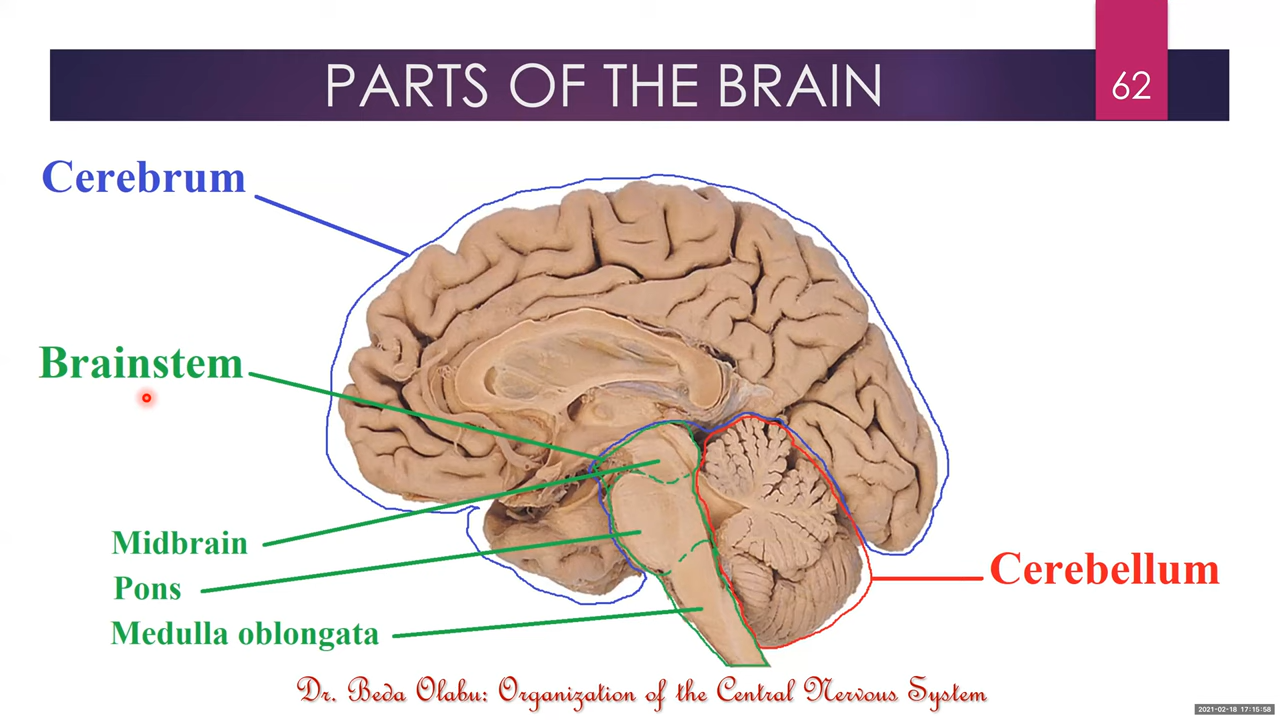 PARTS OF THE BRAIN
62
Cerebrum
Brainstem
Midbrain
Pons
Medulla oblongata
Cerebellum
Dr. Beda Olabu: Organization of the Central Nervous System
2021-02-18 17:15:58